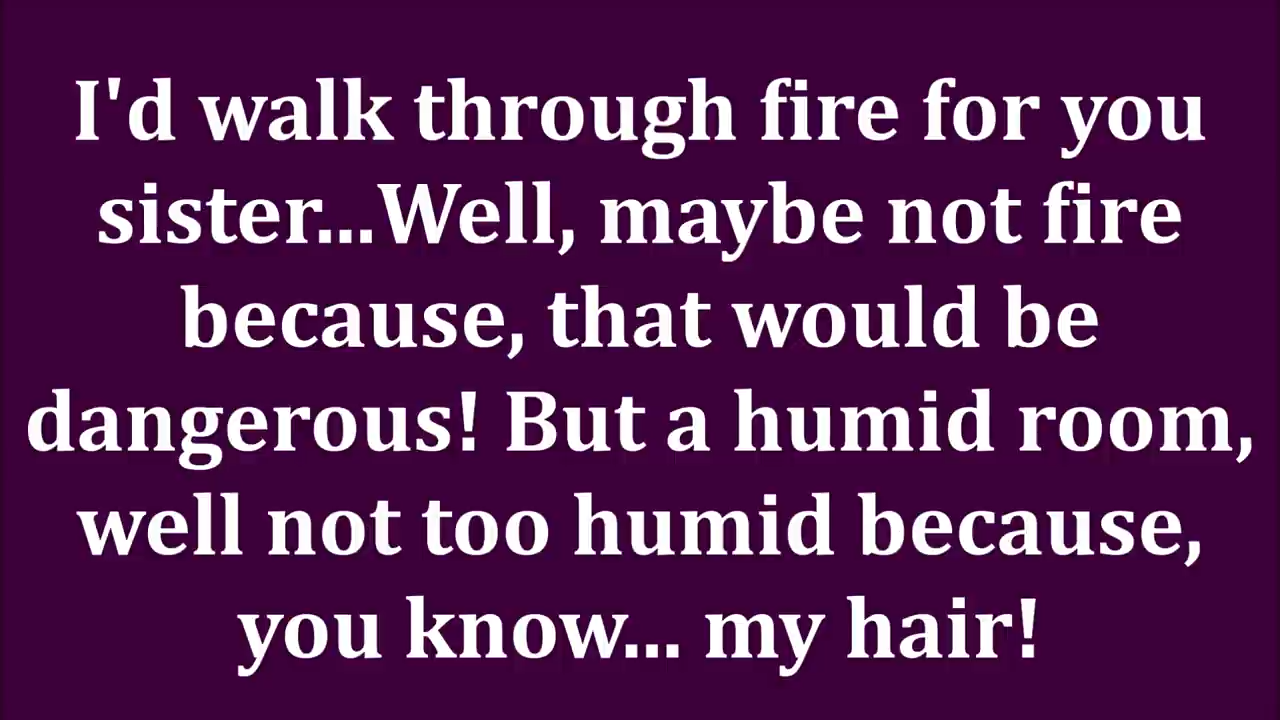 I'd walk through fire for you
sister...Well, maybe not fire
because, that would be
dangerous! But a humid room,
well not too humid because,
you know... my hair!